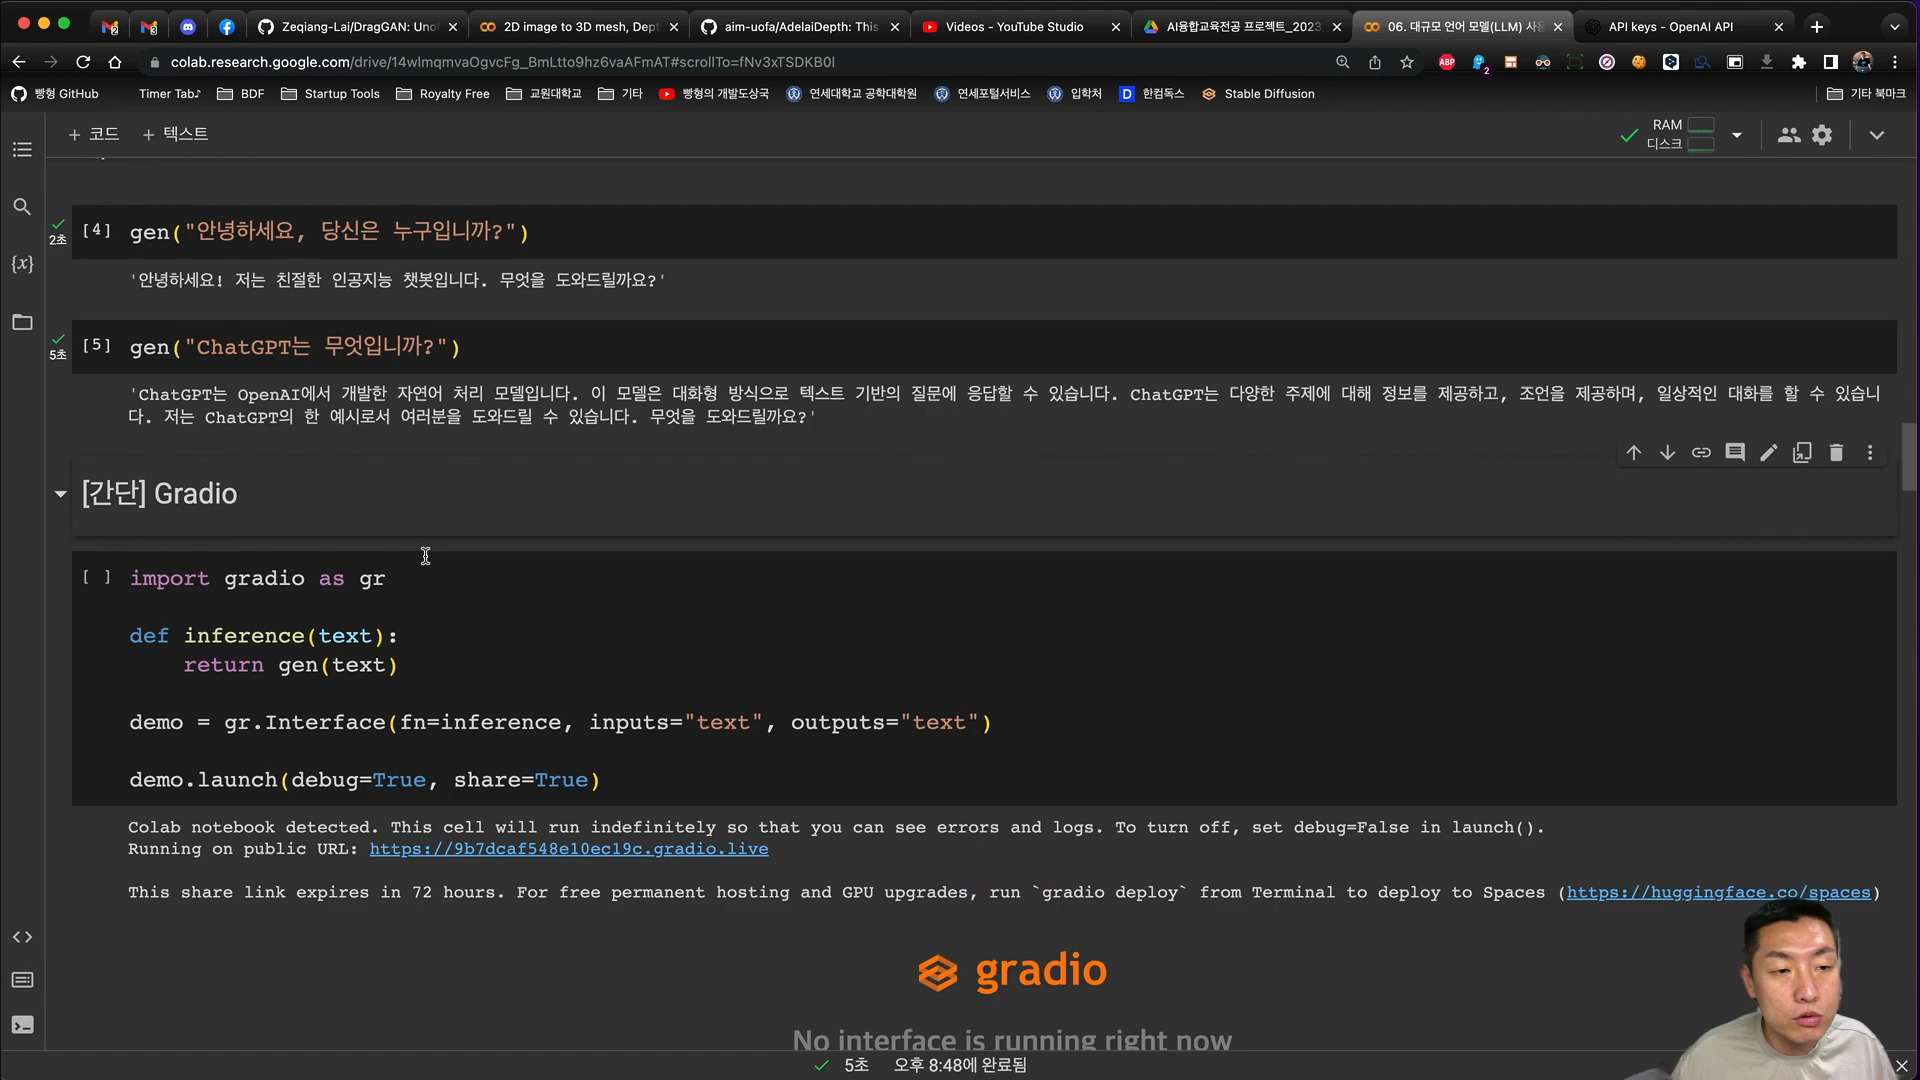 Zeqiang-Lai/DragGAN: Unof
2D image to 3D mesh, Dept
aim-uofa/AdelaiDepth: This
Videos - YouTube Studio
AI융합교육전공 프로젝트_2023
06. 대규모 언어 모델(LLM) 사용
API keys - OpenAI API
colab.research.google.com/drive/14wlmqmvaOgvcFg_BmLtto9hz6vaAFmAT#scrollTo=fNv3xTSDKB0l
ABP
2
빵형 GitHub
Timer Tab♪
BDF
Startup Tools
Royalty Free
교원대학교
기타
빵형의 개발도상국
연세대학교 공학대학원
연세포털서비스
입학처
한컴독스
Stable Diffusion
기타 북마크
+ 코드
+ 텍스트
RAM
디스크
2초
[4] gen("안녕하세요, 당신은 누구입니까?")
'안녕하세요! 저는 친절한 인공지능 챗봇입니다. 무엇을 도와드릴까요?'
5초
[5] gen("ChatGPT는 무엇입니까?")
'ChatGPT는 OpenAI에서 개발한 자연어 처리 모델입니다. 이 모델은 대화형 방식으로 텍스트 기반의 질문에 응답할 수 있습니다. ChatGPT는 다양한 주제에 대해 정보를 제공하고, 조언을 제공하며, 일상적인 대화를 할 수 있습니
다. 저는 ChatGPT의 한 예시로서 여러분을 도와드릴 수 있습니다. 무엇을 도와드릴까요?'
[간단] Gradio
[ ] import gradio as gr
def inference(text):
return gen(text)
demo = gr.Interface(fn=inference, inputs="text", outputs="text")
demo.launch(debug=True, share=True)
Colab notebook detected. This cell will run indefinitely so that you can see errors and logs. To turn off, set debug=False in launch().
Running on public URL: https://9b7dcaf548e10ec19c.gradio.live
This share link expires in 72 hours. For free permanent hosting and GPU upgrades, run `gradio deploy` from Terminal to deploy to Spaces (https://huggingface.co/spaces)
gradio
No interface is running right now
5초 오후 8:48에 완료됨